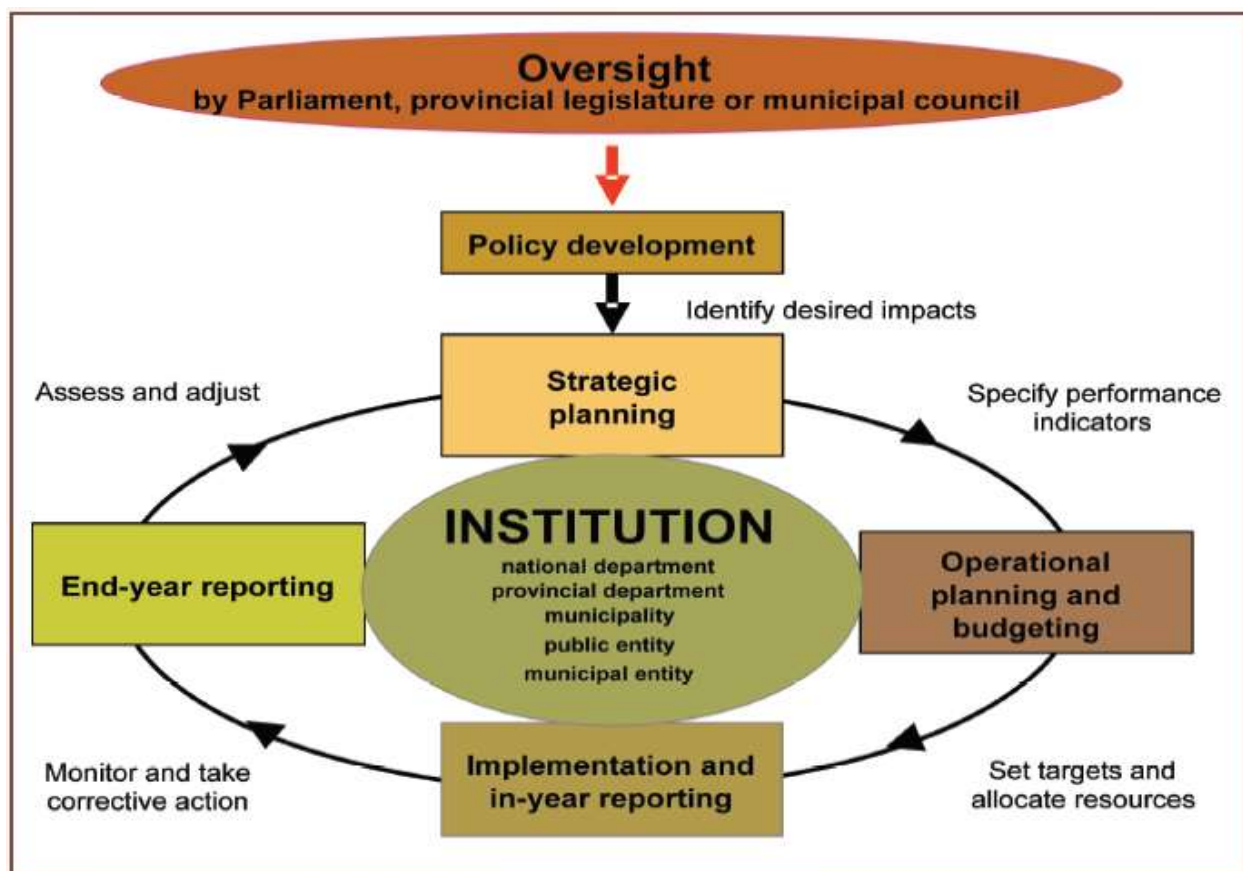 Oversight
by Parliament, provincial legislature or municipal council
Policy development
Identify desired impacts
Strategic
planning
Assess and adjust
Specify performance
indicators
INSTITUTION
national department
provincial department
municipality
public entity
municipal entity
End-year reporting
Operational
planning and
budgeting
Implementation and
in-year reporting
Monitor and take
corrective action
Set targets and
allocate resources